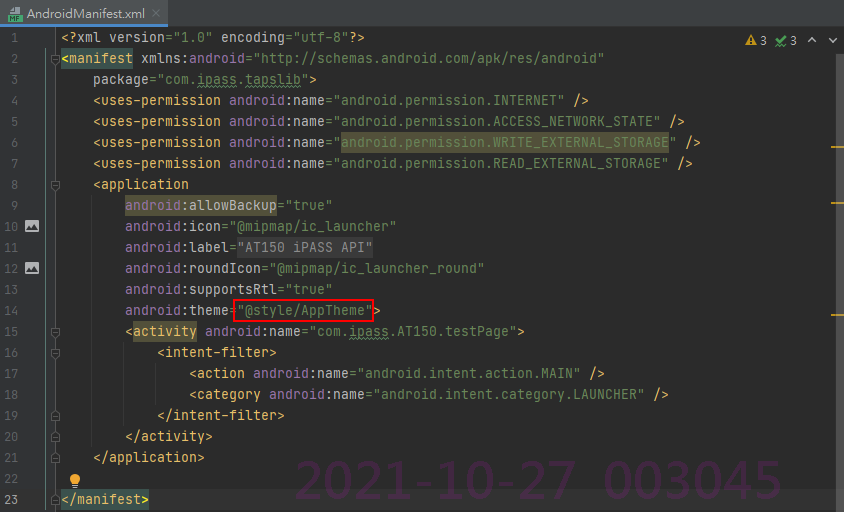 AndroidManifest.xml
3 3
1 <?xml version="1.0" encoding="utf-8"?>
2 <manifest xmlns:android="http://schemas.android.com/apk/res/android"
3 package="com.ipass.tapslib">
4 <uses-permission android:name="android.permission.INTERNET" />
5 <uses-permission android:name="android.permission.ACCESS_NETWORK_STATE" />
6 <uses-permission android:name="android.permission.WRITE_EXTERNAL_STORAGE" />
7 <uses-permission android:name="android.permission.READ_EXTERNAL_STORAGE" />
8 <application
9 android:allowBackup="true"
10 android:icon="@mipmap/ic_launcher"
11 android:label="AT150 iPASS API"
12 android:roundIcon="@mipmap/ic_launcher_round"
13 android:supportsRtl="true"
14 android:theme="@style/AppTheme">
15 <activity android:name="com.ipass.AT150.testPage">
16 <intent-filter>
17 <action android:name="android.intent.action.MAIN" />
18 <category android:name="android.intent.category.LAUNCHER" />
19 </intent-filter>
20 </activity>
21 </application>
22
23 </manifest>
2021-10-27 003045